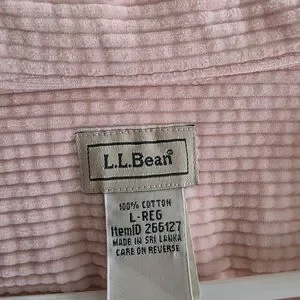 L.L.Bean®
100% COTTON
L-REG
ItemID 266127
MADE IN SRI LANKA
CARE ON REVERSE